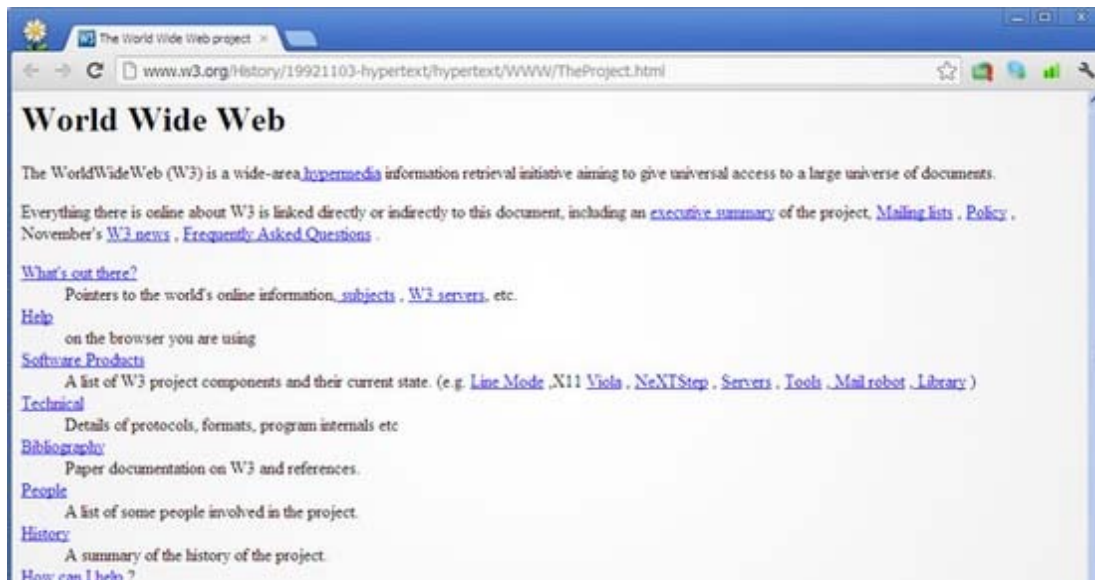 The World Wide Web project
www.w3.org/History/19921103-hypertext/hypertext/WWW/TheProject.html
World Wide Web
The WorldWideWeb (W3) is a wide-area hypermedia information retrieval initiative aiming to give universal access to a large universe of documents.
Everything there is online about W3 is linked directly or indirectly to this document, including an executive summary of the project, Mailing lists , Policy ,
November's W3 news , Frequently Asked Questions .
What's out there?
Pointers to the world's online information, subjects , W3 servers, etc.
Help
on the browser you are using
Software Products
A list of W3 project components and their current state. (e.g. Line Mode ,X11 Viola , NeXTStep , Servers , Tools , Mail robot , Library )
Technical
Details of protocols, formats, program internals etc
Bibliography
Paper documentation on W3 and references.
People
A list of some people involved in the project.
History
A summary of the history of the project.
How can I help ?